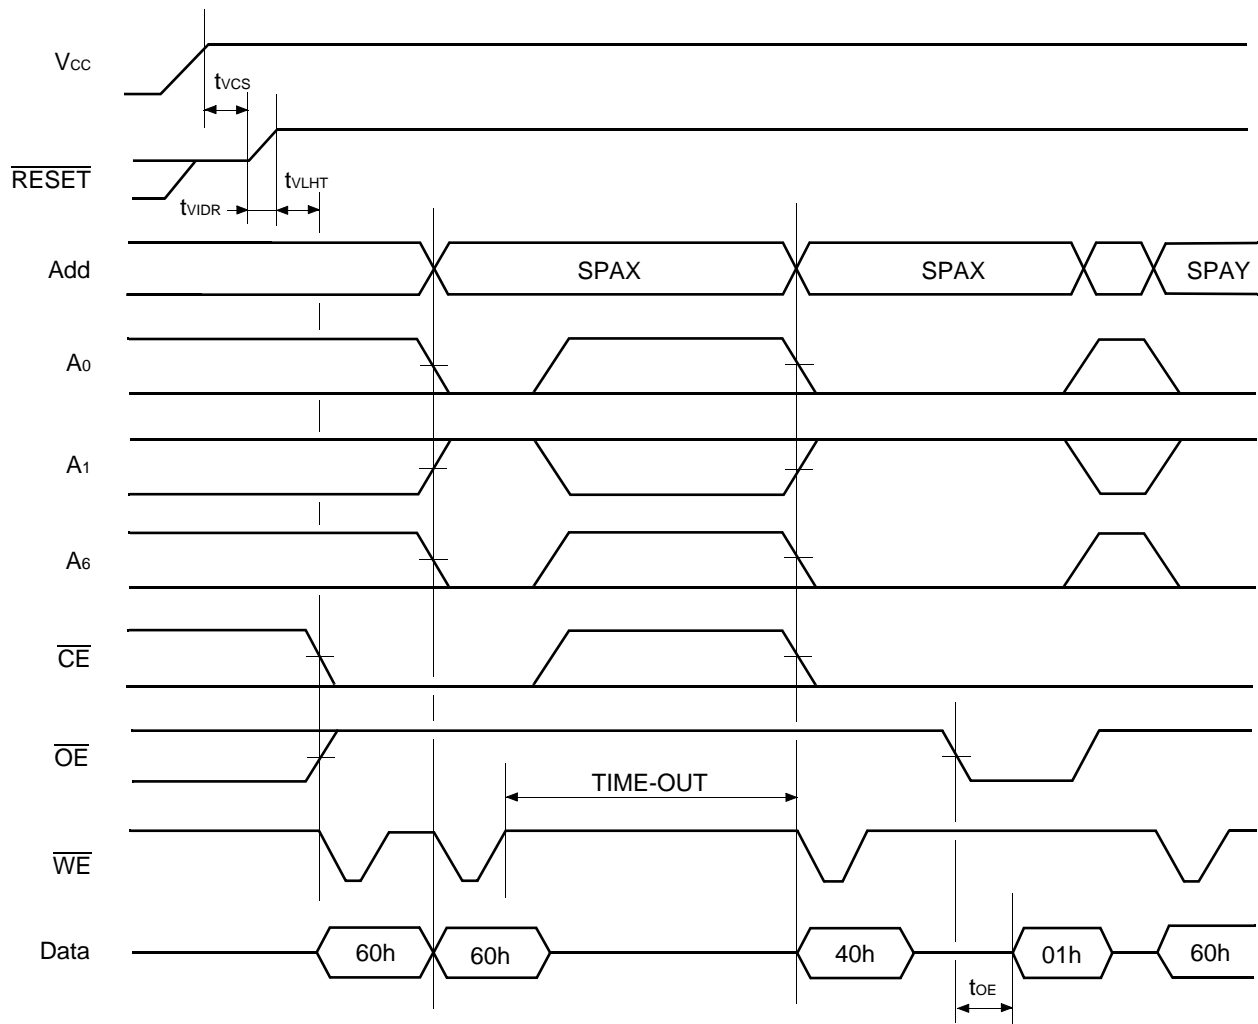 VCC
tVCS
RESET
tVLHT
tVIDR
Add
SPAX
SPAX
SPAY
A0
A1
A6
CE
OE
TIME-OUT
WE
Data
60h
60h
40h
01h
60h
tOE